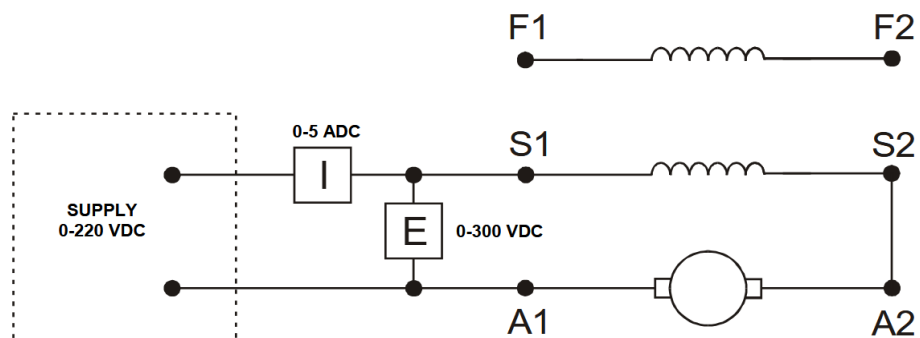 F1
F2
0-5 ADC
S1
S2
I
SUPPLY
0-220 VDC
E
0-300 VDC
A1
A2